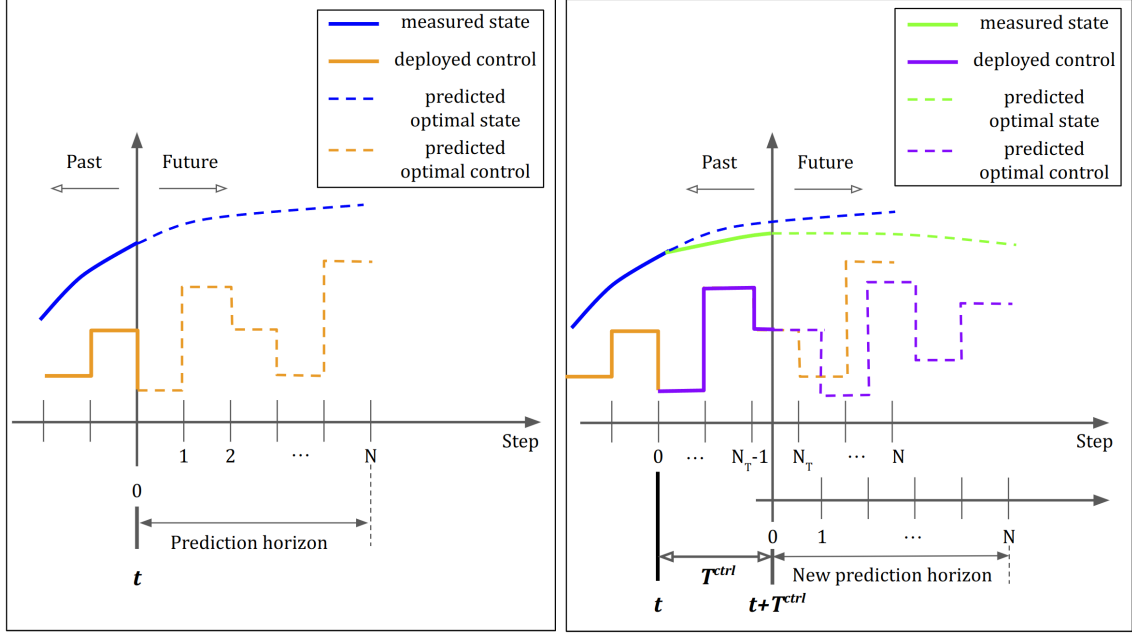 measured state
deployed control
predicted
optimal state
predicted
optimal control
Past
Future
Step
1
2
...
N
0
Prediction horizon
t
measured state
deployed control
predicted
optimal state
predicted
optimal control
Past
Future
Step
0
...
N_T-1
N_T
...
N
0
1
...
N
T^ctrl
New prediction horizon
t
t+T^ctrl